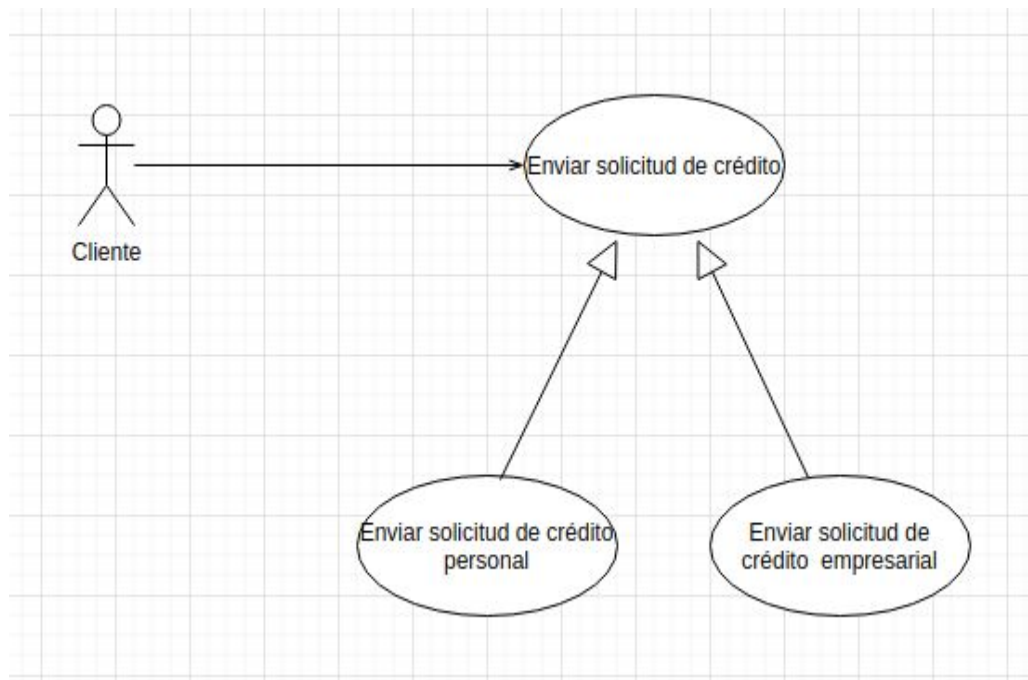 Enviar solicitud de crédito
Cliente
Enviar solicitud de crédito
personal
Enviar solicitud de
crédito empresarial